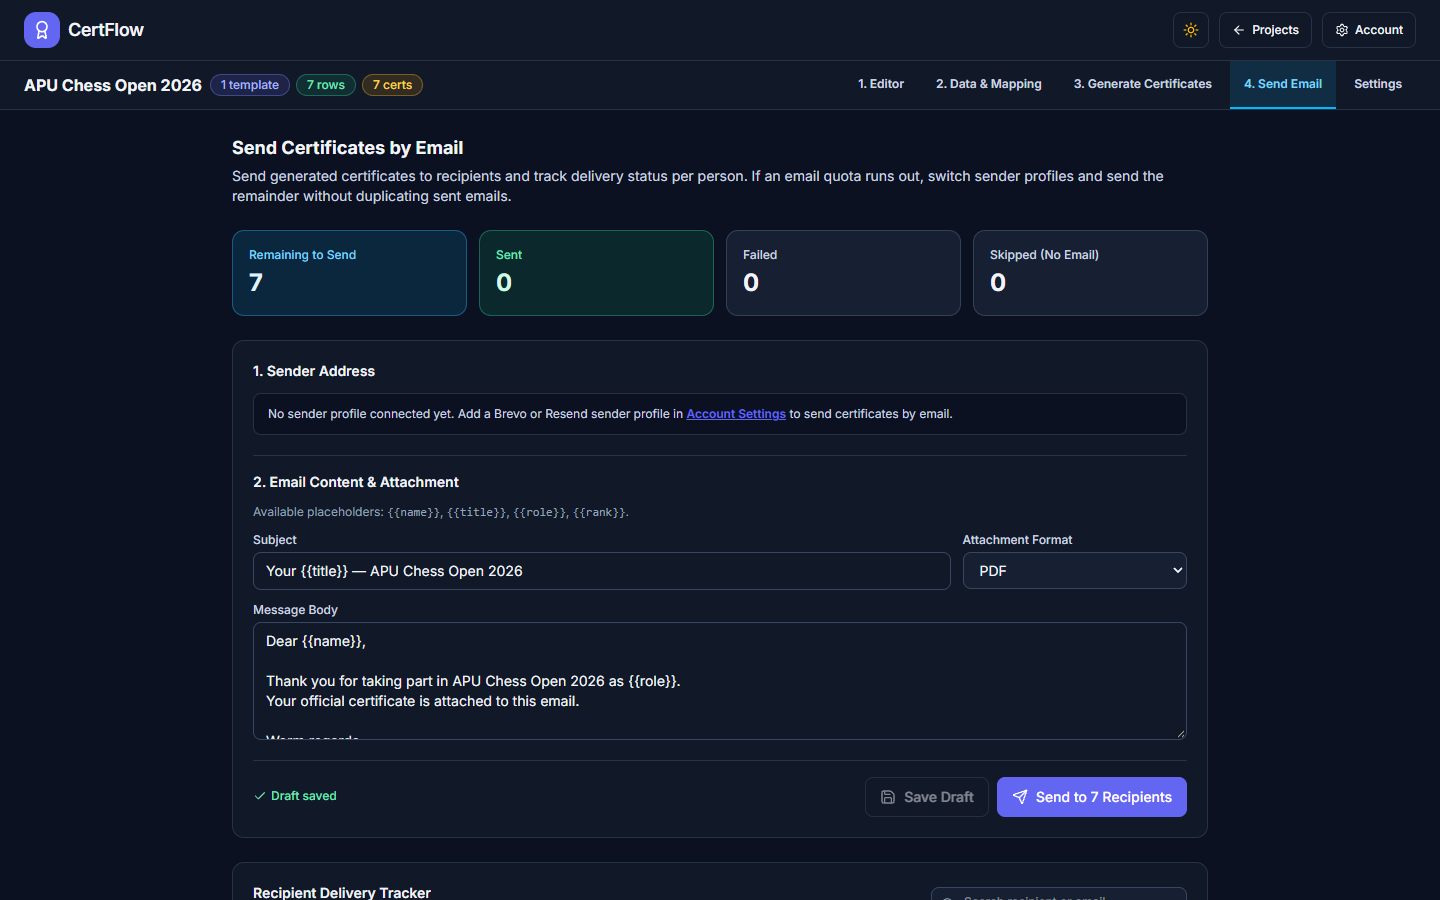 CertFlow
Projects
Account
APU Chess Open 2026
1 template
7 rows
7 certs
1. Editor
2. Data & Mapping
3. Generate Certificates
4. Send Email
Settings
Send Certificates by Email
Send generated certificates to recipients and track delivery status per person. If an email quota runs out, switch sender profiles and send the
remainder without duplicating sent emails.
Remaining to Send
7
Sent
0
Failed
0
Skipped (No Email)
0
1. Sender Address
No sender profile connected yet. Add a Brevo or Resend sender profile in Account Settings to send certificates by email.
2. Email Content & Attachment
Available placeholders: {{name}}, {{title}}, {{role}}, {{rank}}.
Subject
Attachment Format
Your {{title}} — APU Chess Open 2026
PDF
Message Body
Dear {{name}},
Thank you for taking part in APU Chess Open 2026 as {{role}}.
Your official certificate is attached to this email.
Warm regards
Draft saved
Save Draft
Send to 7 Recipients
Recipient Delivery Tracker
Search recipient or email